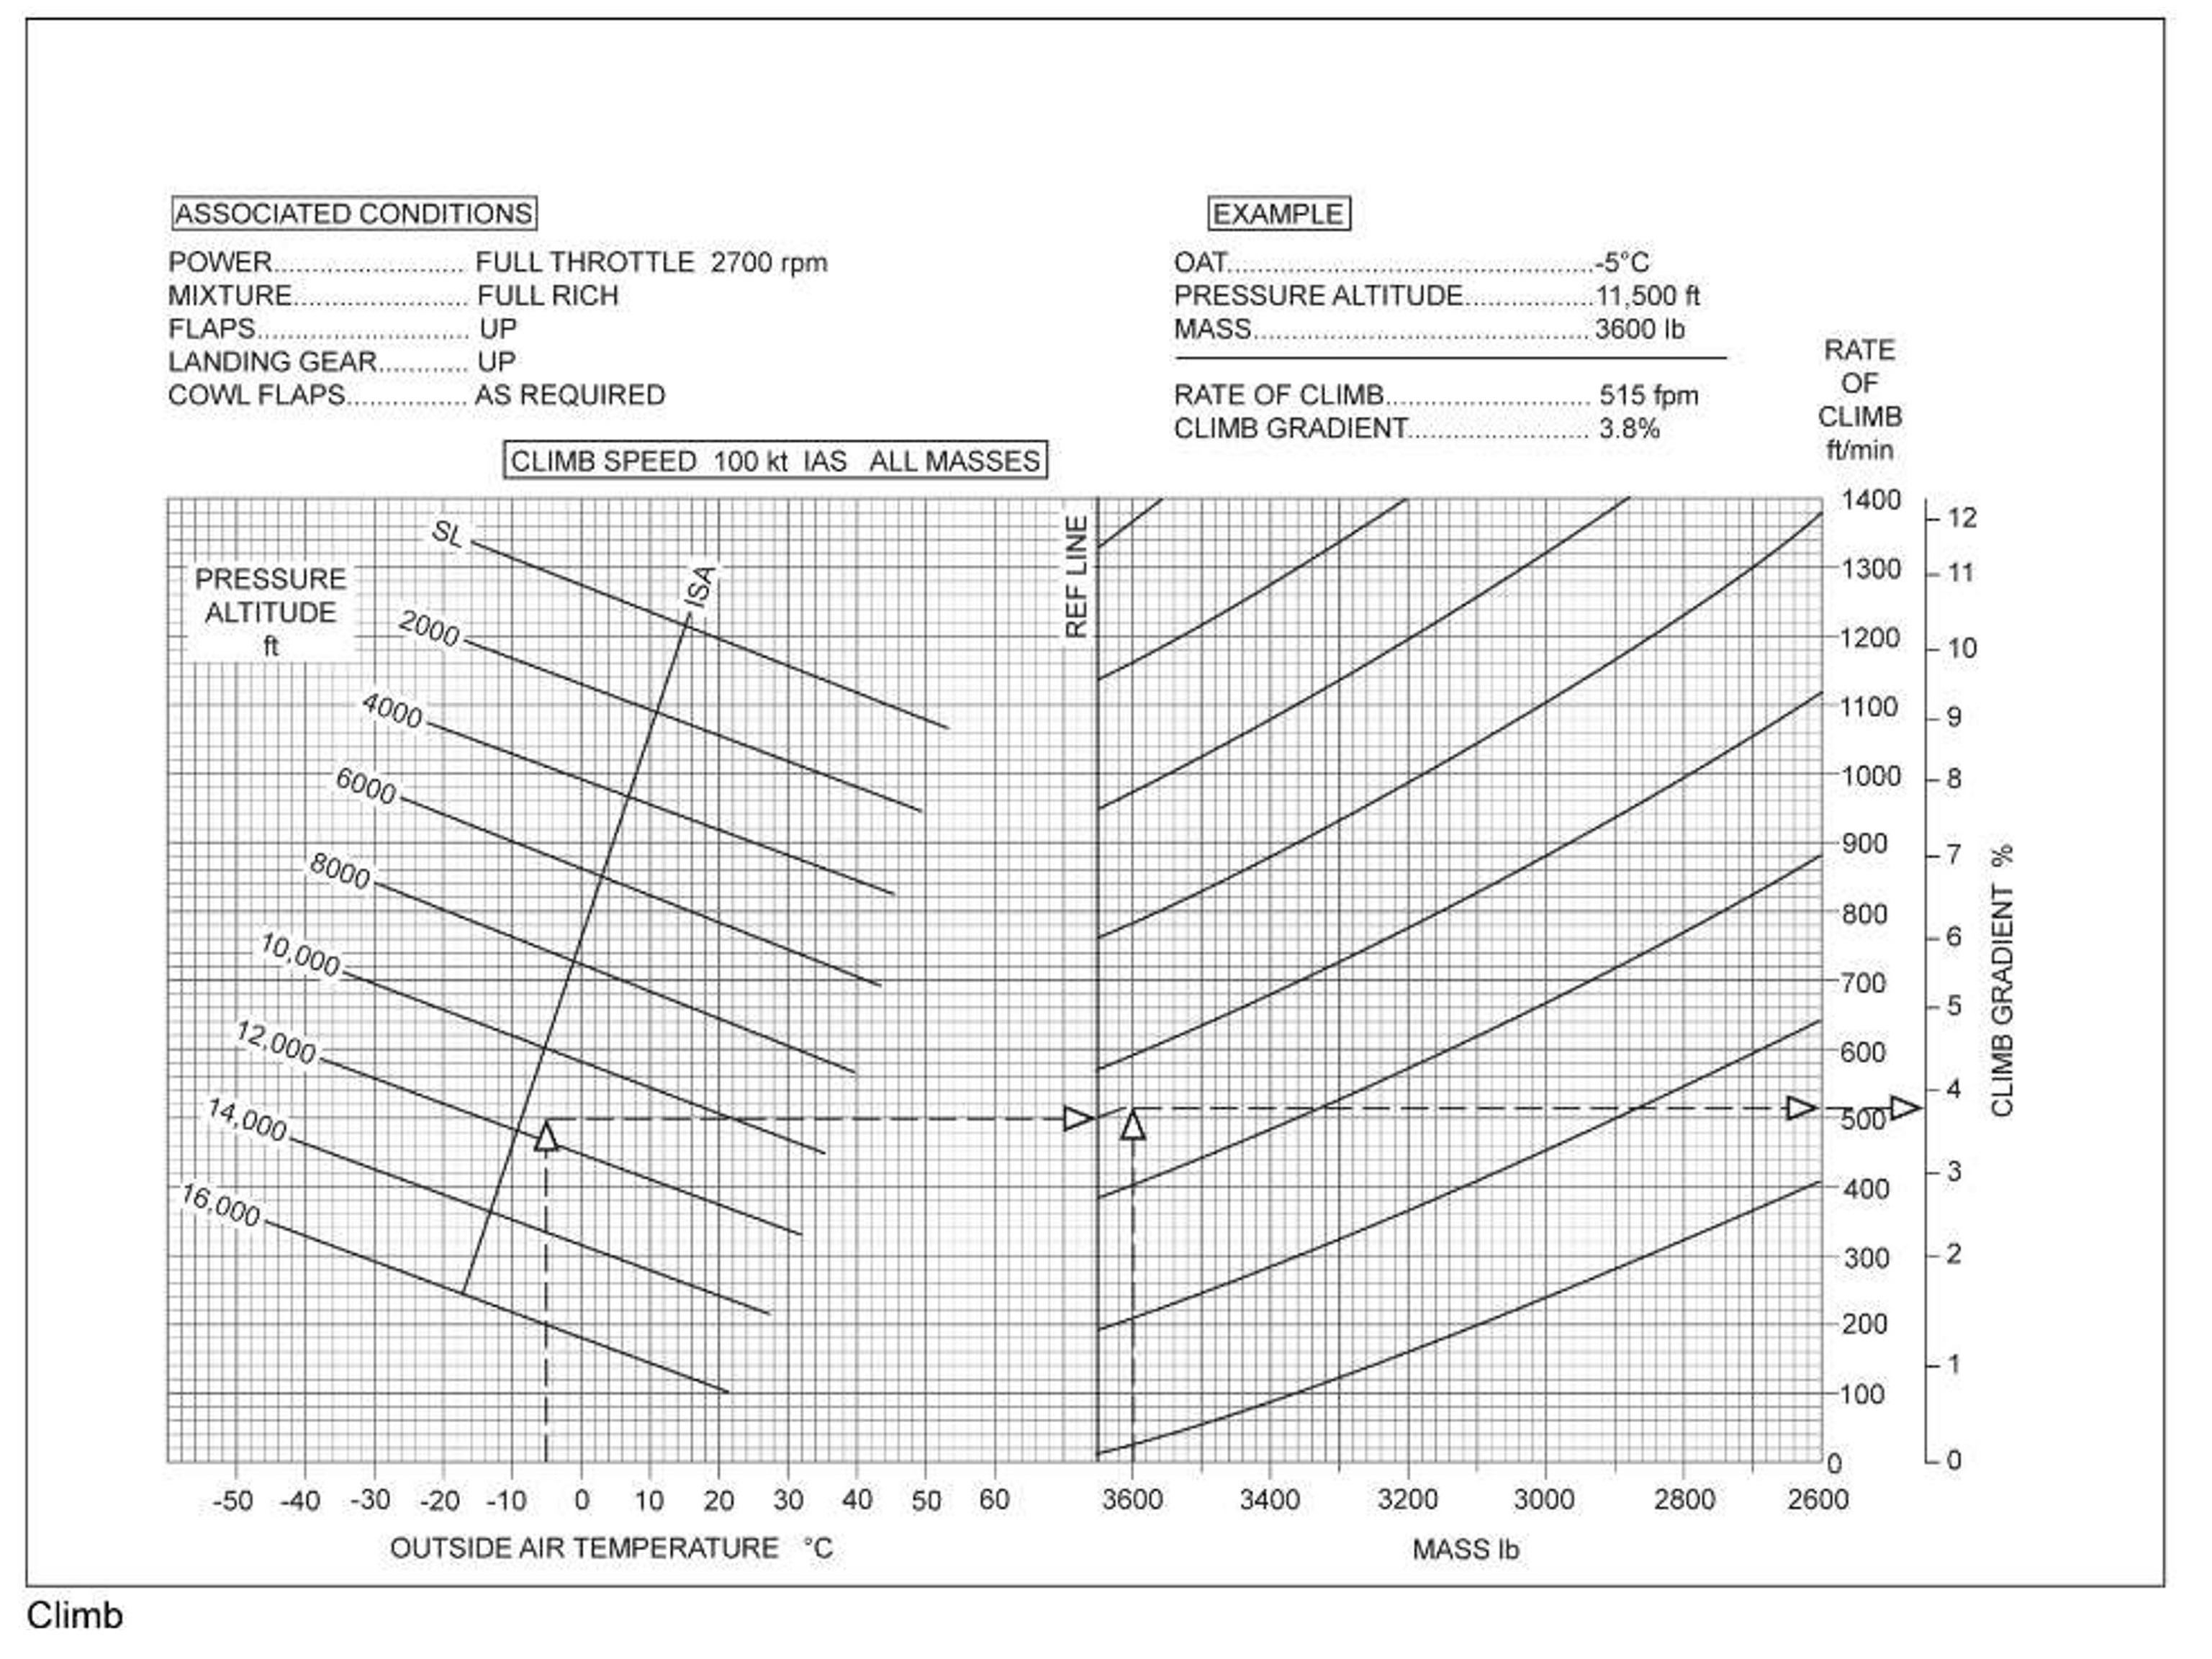 ASSOCIATED CONDITIONS
POWER.......................... FULL THROTTLE 2700 rpm
MIXTURE....................... FULL RICH
FLAPS............................ UP
LANDING GEAR............ UP
COWL FLAPS................ AS REQUIRED
EXAMPLE
OAT................................................-5°C
PRESSURE ALTITUDE.................11,500 ft
MASS............................................ 3600 lb
RATE OF CLIMB........................... 515 fpm
CLIMB GRADIENT........................ 3.8%
CLIMB SPEED 100 kt IAS ALL MASSES
RATE
OF
CLIMB
ft/min
PRESSURE
ALTITUDE
ft
SL
2000
4000
6000
8000
10,000
12,000
14,000
16,000
ISA
REF LINE
1400
1300
1200
1100
1000
900
800
700
600
500
400
300
200
100
0
12
11
10
9
8
7
6
5
4
3
2
1
0
CLIMB GRADIENT %
-50 -40 -30 -20 -10 0 10 20 30 40 50 60
3600 3400 3200 3000 2800 2600
OUTSIDE AIR TEMPERATURE °C
MASS lb
Climb